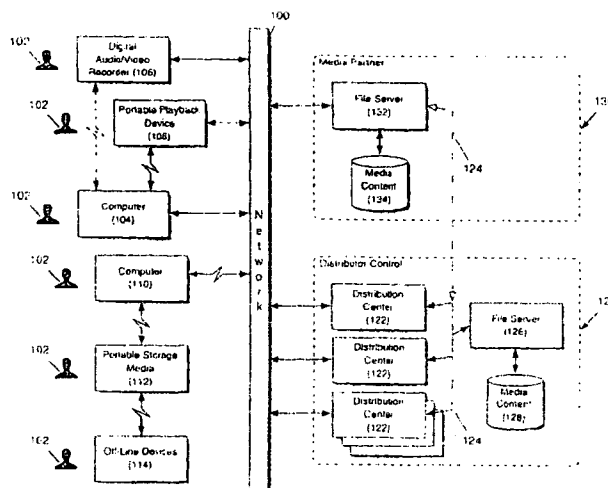 100
102
Digital
Audio/Video
Recorder (106)
102
Portable Playback
Device
(108)
102
Computer
(104)
102
Computer
(110)
102
Portable Storage
Media
(112)
102
Off-Line Devices
(114)
Network
Media Partner
File Server
(132)
Media
Content
(134)
124
Distributor Control
Distribution
Center
(122)
Distribution
Center
(122)
Distribution
Center
(122)
File Server
(126)
Media
Content
(128)
124